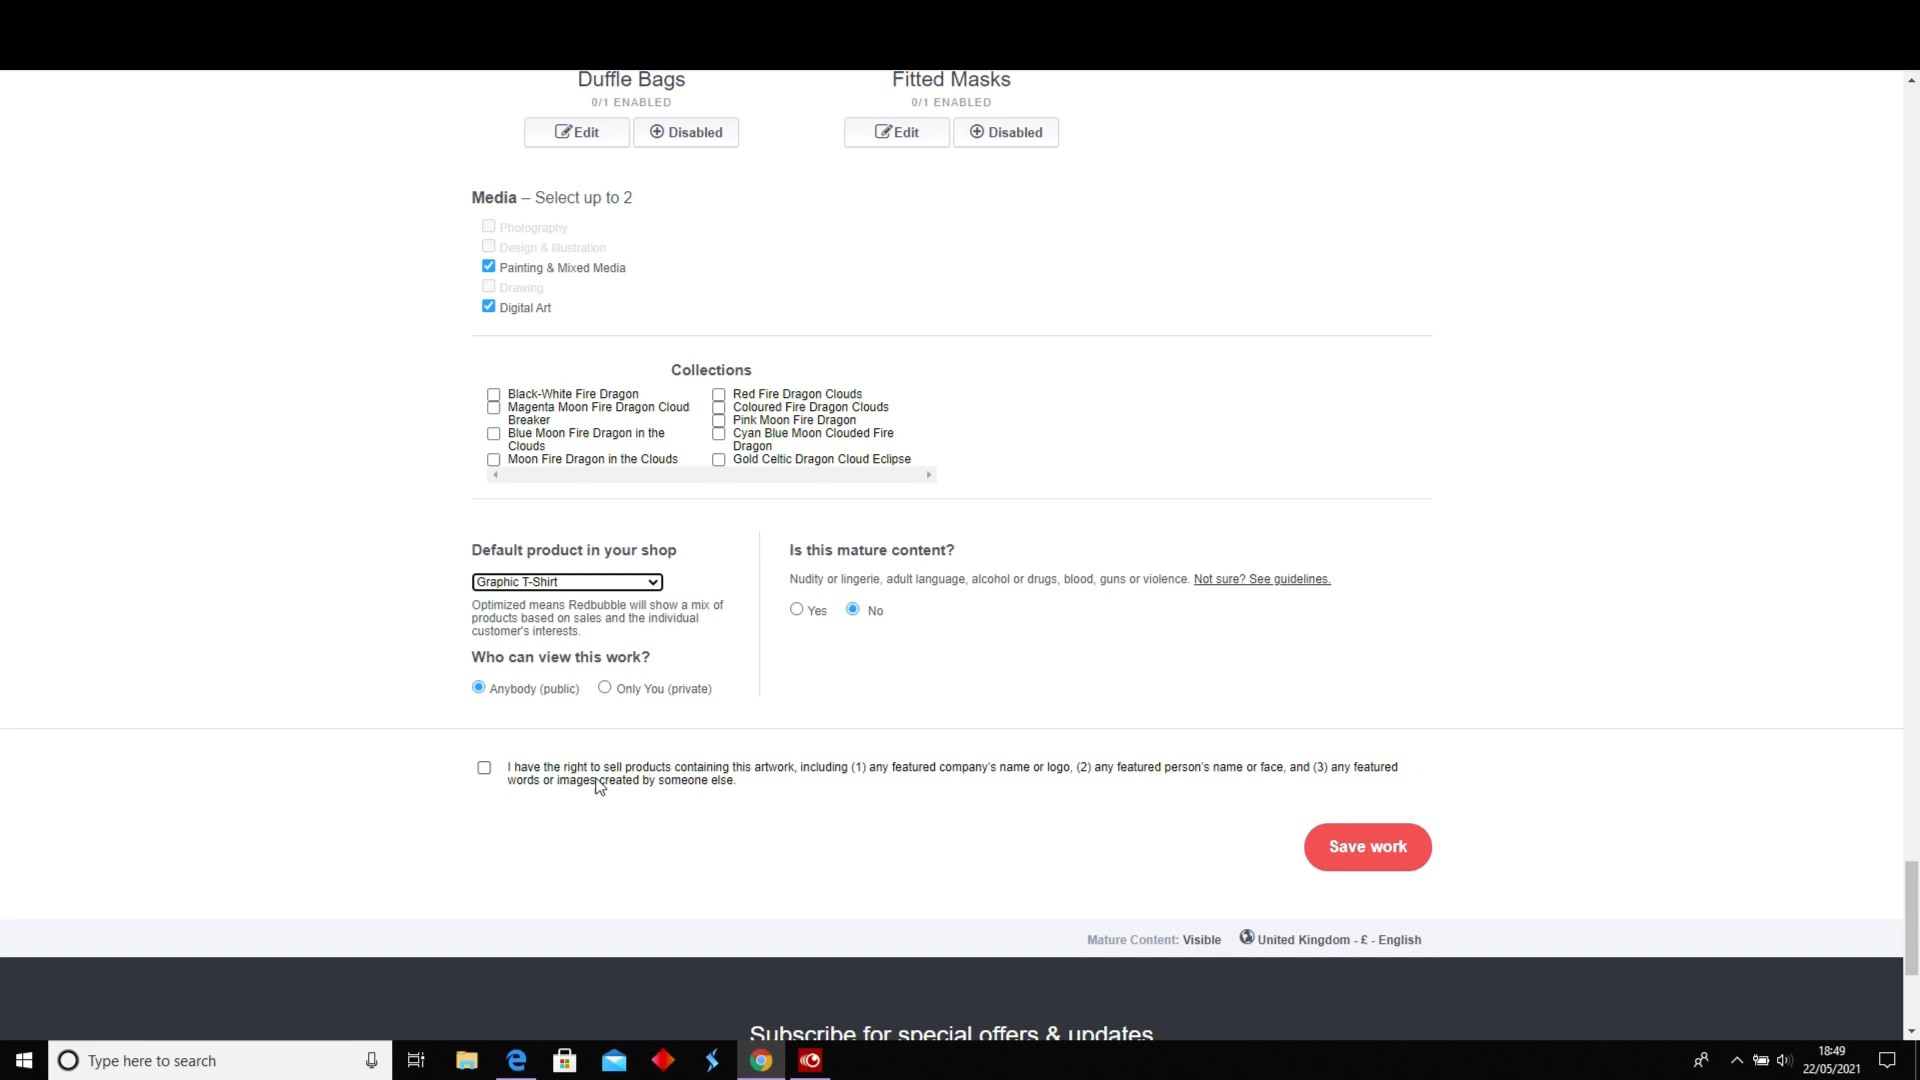 Duffle Bags
0/1 ENABLED
Edit
Disabled
Fitted Masks
0/1 ENABLED
Edit
Disabled
Media – Select up to 2
Photography
Design & Illustration
Painting & Mixed Media
Drawing
Digital Art
Collections
Black-White Fire Dragon
Magenta Moon Fire Dragon Cloud
Breaker
Blue Moon Fire Dragon in the
Clouds
Moon Fire Dragon in the Clouds
Red Fire Dragon Clouds
Coloured Fire Dragon Clouds
Pink Moon Fire Dragon
Cyan Blue Moon Clouded Fire
Dragon
Gold Celtic Dragon Cloud Eclipse
Default product in your shop
Graphic T-Shirt
Optimized means Redbubble will show a mix of
products based on sales and the individual
customer's interests.
Who can view this work?
Anybody (public)
Only You (private)
Is this mature content?
Nudity or lingerie, adult language, alcohol or drugs, blood, guns or violence. Not sure? See guidelines.
Yes
No
I have the right to sell products containing this artwork, including (1) any featured company's name or logo, (2) any featured person's name or face, and (3) any featured
words or images created by someone else.
Save work
Mature Content: Visible
United Kingdom - £ - English
Subscribe for special offers & updates
Type here to search
18:49
22/05/2021